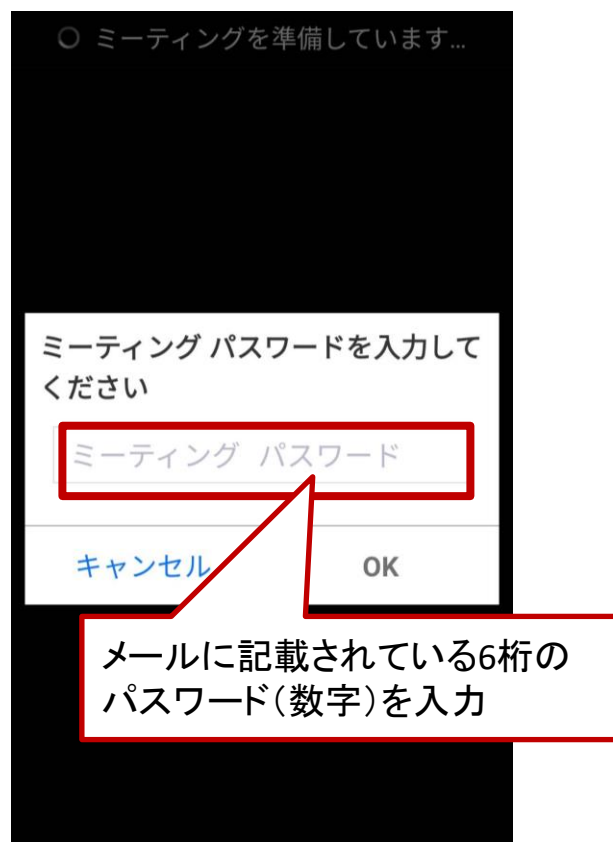 ミーティングを準備しています...
ミーティング パスワードを入力して
ください
ミーティング パスワード
キャンセル
OK
メールに記載されている6桁の
パスワード（数字）を入力